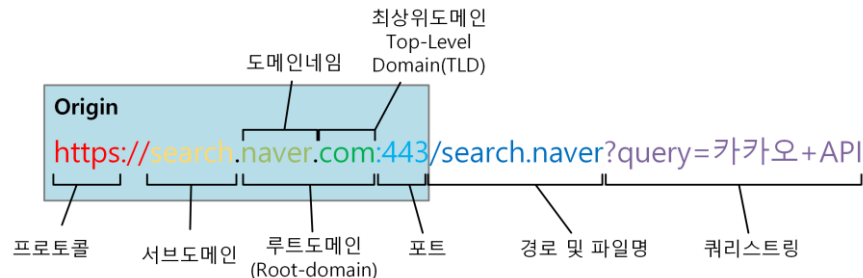 최상위도메인
Top-Level
Domain(TLD)
도메인네임
Origin
https://search.naver.com:443/search.naver?query=카카오+API
프로토콜
서브도메인
루트도메인
(Root-domain)
포트
경로 및 파일명
쿼리스트링